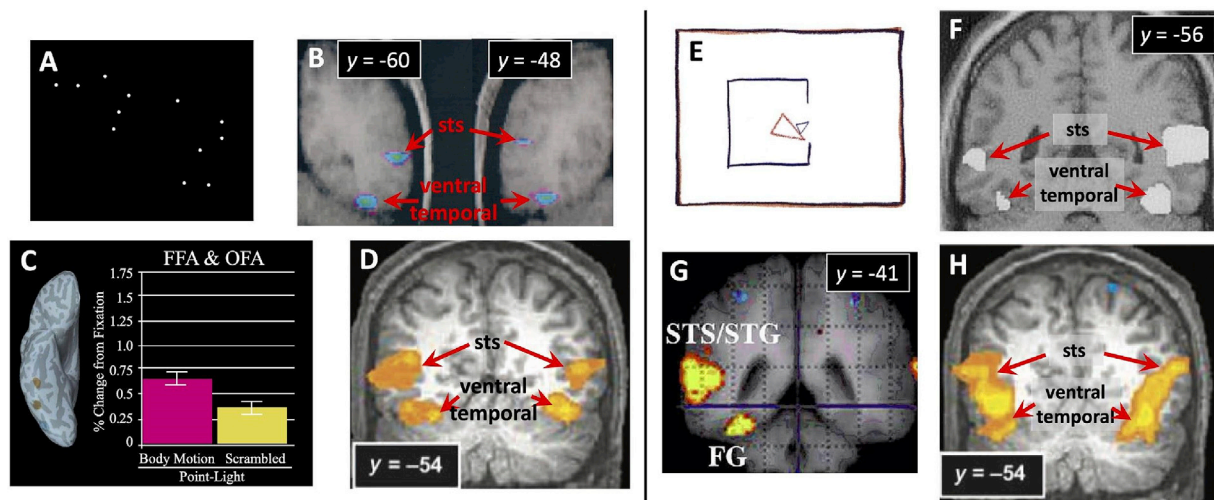 A
B
y = -60
y = -48
sts
ventral
temporal
C
FFA & OFA
% Change from Fixation
1.75
1.5
1.25
1
0.75
0.5
0.25
0
Body Motion Scrambled
Point-Light
D
sts
ventral
temporal
y = –54
E
F
y = -56
sts
ventral
temporal
G
y = -41
STS/STG
FG
H
sts
ventral
temporal
y = –54